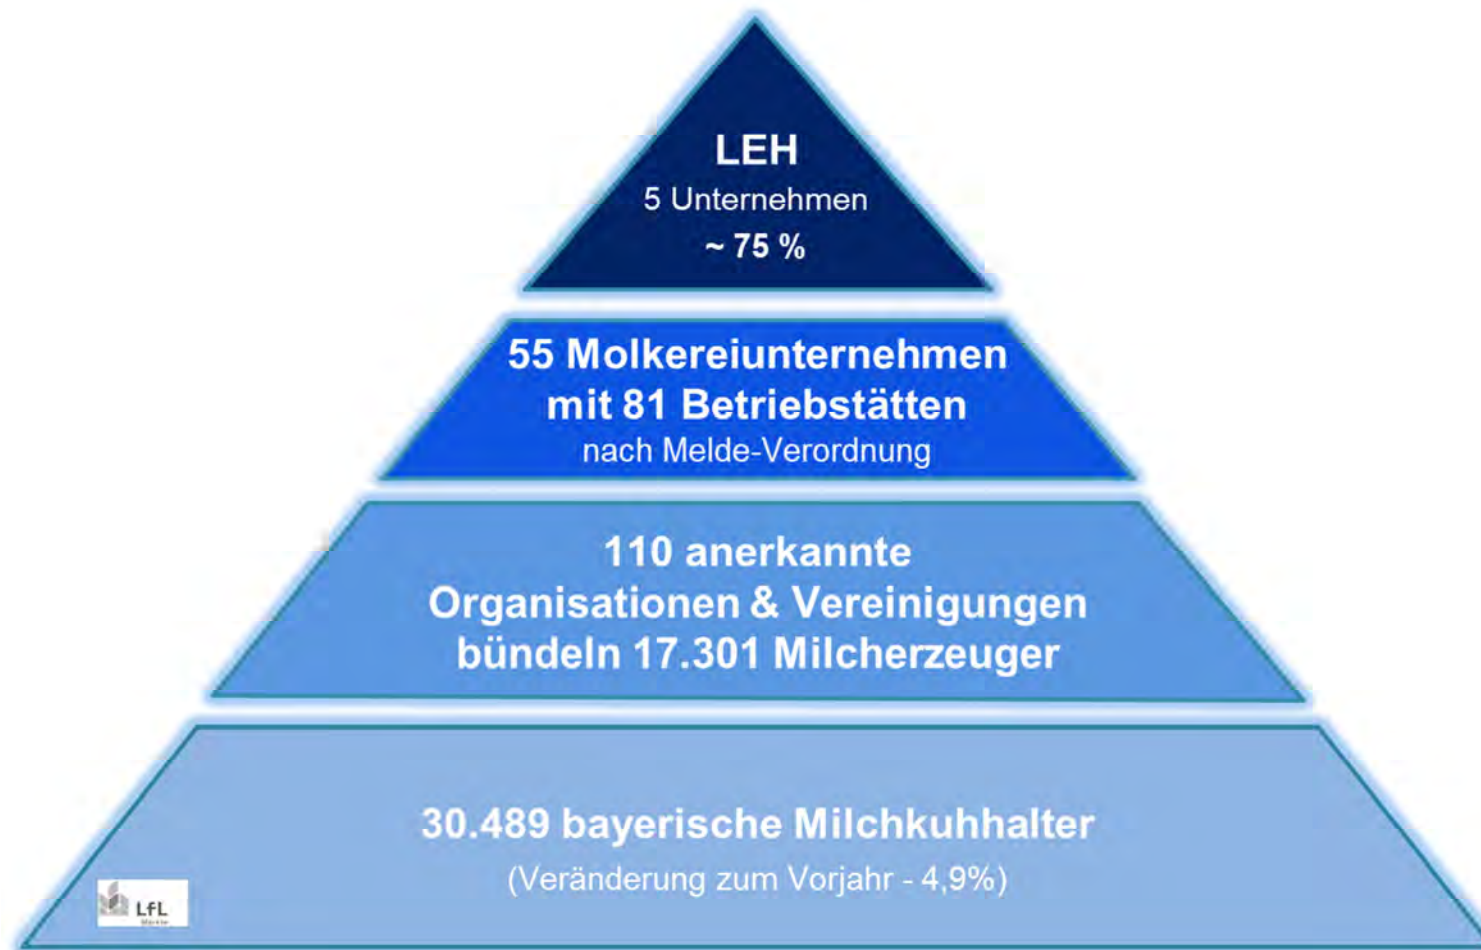 LEH
5 Unternehmen
~ 75 %
55 Molkereiunternehmen
mit 81 Betriebstätten
nach Melde-Verordnung
110 anerkannte
Organisationen & Vereinigungen
bündeln 17.301 Milcherzeuger
30.489 bayerische Milchkuhhalter
(Veränderung zum Vorjahr - 4,9%)
LfL